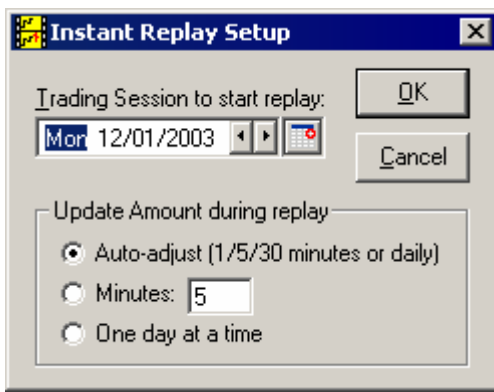 Instant Replay Setup
Trading Session to start replay:
Mon 12/01/2003
OK
Cancel
Update Amount during replay
Auto-adjust (1/5/30 minutes or daily)
Minutes: 5
One day at a time